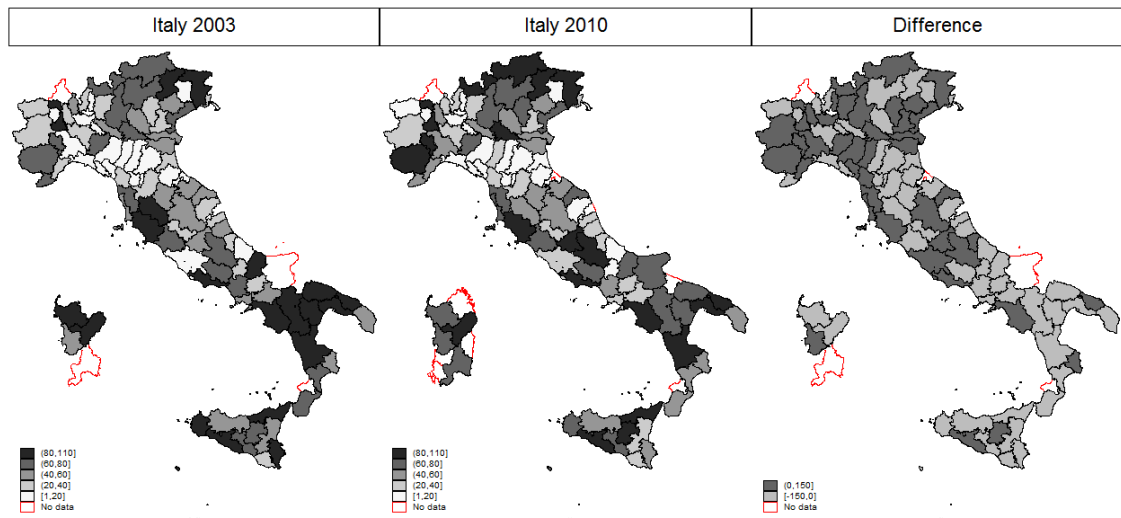 Italy 2003
Italy 2010
Difference
(80,110]
(60,80]
(40,60]
(20,40]
[1,20]
No data
(80,110]
(60,80]
(40,60]
(20,40]
[1,20]
No data
(0,150]
[-150,0]
No data